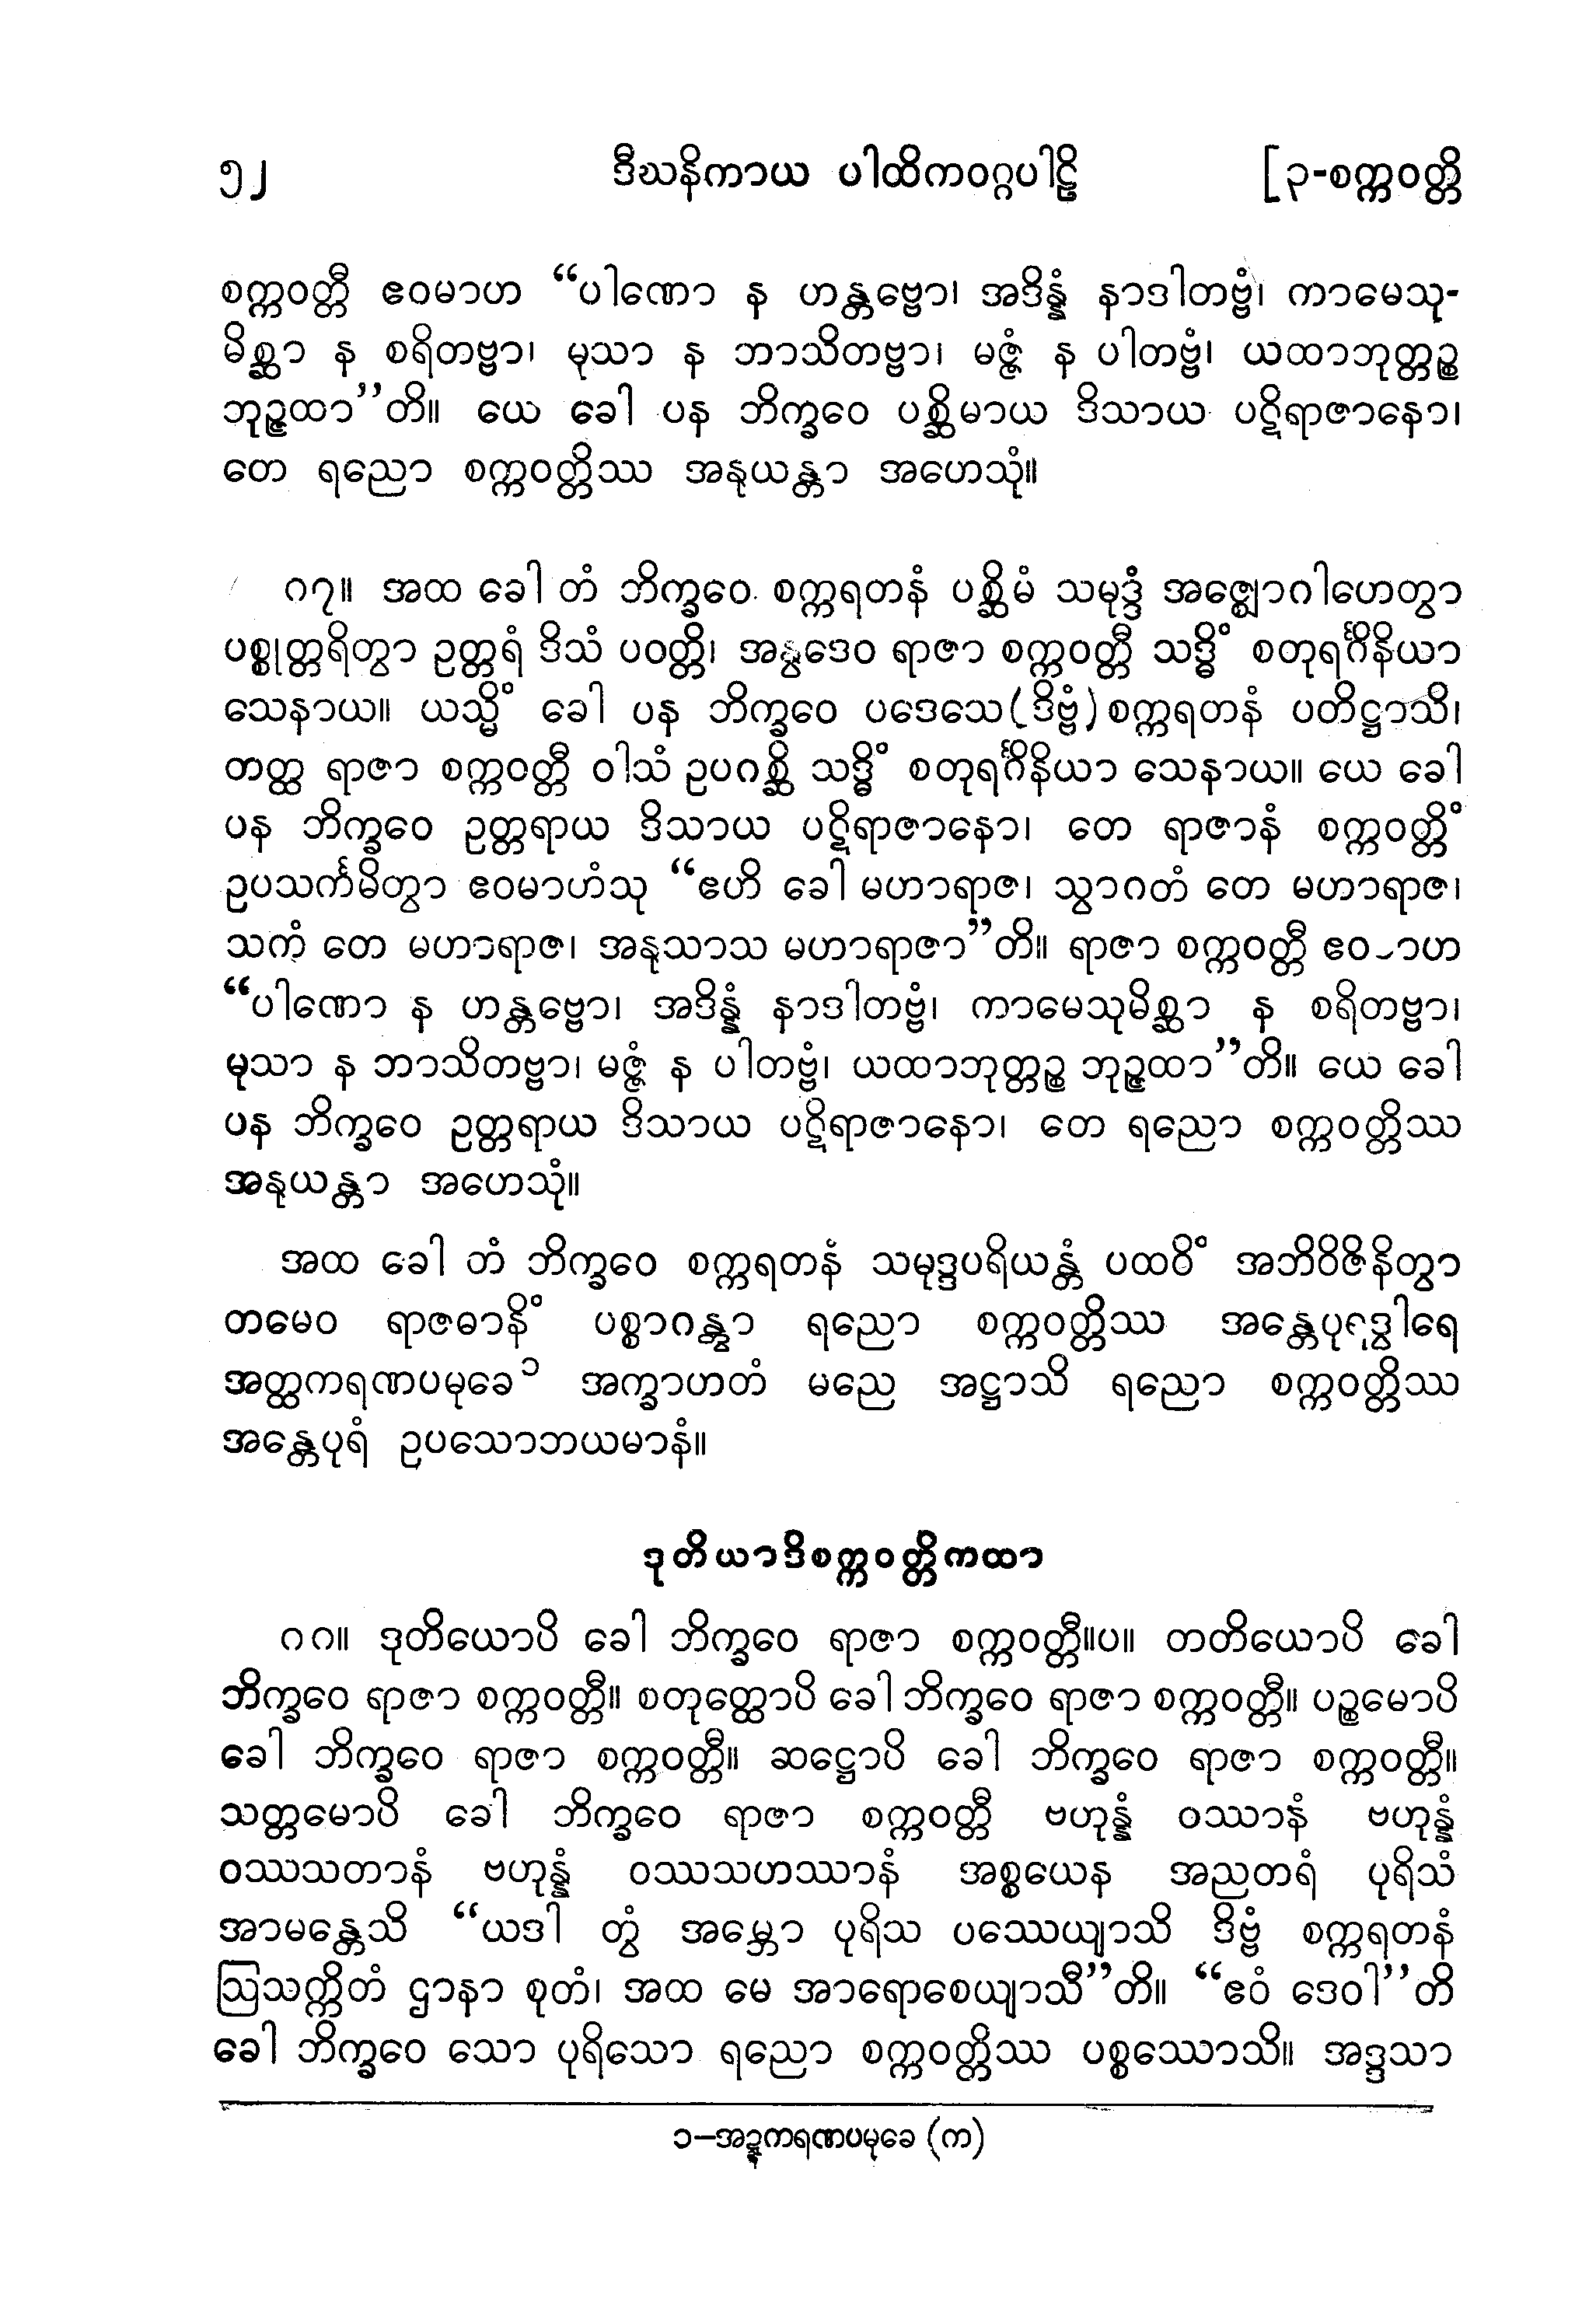 ၅၂ ဒီဃနိကာယ ပါထိကဝဂ္ဂပါဠိ [၃-စက္ကဝတ္တိ
စက္ကဝတ္တီ ဧဝမာဟ “ပါဏော န ဟန္တဗ္ဗော၊ အဒိန္နံ နာဒါတဗ္ဗံ၊ ကာမေသု-
မိစ္ဆာ န စရိတဗ္ဗာ၊ မုသာ န ဘာသိတဗ္ဗာ၊ မဇ္ဇံ န ပါတဗ္ဗံ၊ ယထာဘုတ္တဉ္စ
ဘုဉ္ဇထာ”တိ။ ယေ ခေါ ပန ဘိက္ခဝေ ပစ္ဆိမာယ ဒိသာယ ပဋိရာဇာနော၊
တေ ရညော စက္ကဝတ္တိဿ အနုယန္တာ အဟေသုံ။
၈၇။ အထ ခေါ တံ ဘိက္ခဝေ စက္ကရတနံ ပစ္ဆိမံ သမုဒ္ဒံ အဇ္ဈောဂါဟေတွာ
ပစ္စုတ္တရိတွာ ဥတ္တရံ ဒိသံ ပဝတ္တိ၊ အနွဒေဝ ရာဇာ စက္ကဝတ္တီ သဒ္ဓိံ စတုရင်္ဂိနိယာ
သေနာယ။ ယသ္မိံ ခေါ ပန ဘိက္ခဝေ ပဒေသေ(ဒိဗ္ဗံ)စက္ကရတနံ ပတိဋ္ဌာသိ၊
တတ္ထ ရာဇာ စက္ကဝတ္တီ ဝါသံ ဥပဂစ္ဆိ သဒ္ဓိံ စတုရင်္ဂိနိယာ သေနာယ။ ယေ ခေါ
ပန ဘိက္ခဝေ ဥတ္တရာယ ဒိသာယ ပဋိရာဇာနော၊ တေ ရာဇာနံ စက္ကဝတ္တိံ
ဥပသင်္ကမိတွာ ဧဝမာဟံသု “ဧဟိ ခေါ မဟာရာဇ၊ သွာဂတံ တေ မဟာရာဇ၊
သကံ တေ မဟာရာဇ၊ အနုသာသ မဟာရာဇာ”တိ။ ရာဇာ စက္ကဝတ္တီ
“ပါဏော န ဟန္တဗ္ဗော၊ အဒိန္နံ နာဒါတဗ္ဗံ၊ ကာမေသုမိစ္ဆာ န စရိတဗ္ဗာ၊
မုသာ န ဘာသိတဗ္ဗာ၊ မဇ္ဇံ န ပါတဗ္ဗံ၊ ယထာဘုတ္တဉ္စ ဘုဉ္ဇထာ”တိ။ ယေ ခေါ
ပန ဘိက္ခဝေ ဥတ္တရာယ ဒိသာယ ပဋိရာဇာနော၊ တေ ရညော စက္ကဝတ္တိဿ
အနုယန္တာ အဟေသုံ။
အထ ခေါ တံ ဘိက္ခဝေ စက္ကရတနံ သမုဒ္ဒပရိယန္တံ ပထဝိံ အဘိဝိဇိနိတွာ
တမေဝ ရာဇဓာနိံ ပစ္စာဂန္တွာ ရညော စက္ကဝတ္တိဿ အန္တေပုရဒွါရေ
အတ္ထကရဏပမုခေ၁ အက္ခာဟတံ မညေ အဋ္ဌာသိ ရညော စက္ကဝတ္တိဿ
အန္တေပုရံ ဥပသောဘယမာနံ။
ဒုတိယာဒိစက္ကဝတ္တိကထာ
၈၈။ ဒုတိယောပိ ခေါ ဘိက္ခဝေ ရာဇာ စက္ကဝတ္တီ။ပ။ တတိယောပိ ခေါ
ဘိက္ခဝေ ရာဇာ စက္ကဝတ္တီ။ စတုတ္ထောပိ ခေါ ဘိက္ခဝေ ရာဇာ စက္ကဝတ္တီ။ ပဉ္စမောပိ
ခေါ ဘိက္ခဝေ ရာဇာ စက္ကဝတ္တီ။ ဆဋ္ဌောပိ ခေါ ဘိက္ခဝေ ရာဇာ စက္ကဝတ္တီ။
သတ္တမောပိ ခေါ ဘိက္ခဝေ ရာဇာ စက္ကဝတ္တီ ဗဟုန္နံ ဝဿာနံ ဗဟုန္နံ
ဝဿသတာနံ ဗဟုန္နံ ဝဿသဟဿာနံ အစ္စယေန အညတရံ ပုရိသံ
အာမန္တေသိ “ယဒါ တွံ အမ္ဘော ပုရိသ ပဿေယျာသိ ဒိဗ္ဗံ စက္ကရတနံ
ဩသက္ကိတံ ဌာနာ စုတံ၊ အထ မေ အာရောစေယျာသီ”တိ။ “ဧဝံ ဒေဝါ”တိ
ခေါ ဘိက္ခဝေ သော ပုရိသော ရညော စက္ကဝတ္တိဿ ပစ္စဿောသိ။ အဒ္ဒသာ
၁–အဍ္ဍကရဏပမုခေ (က)